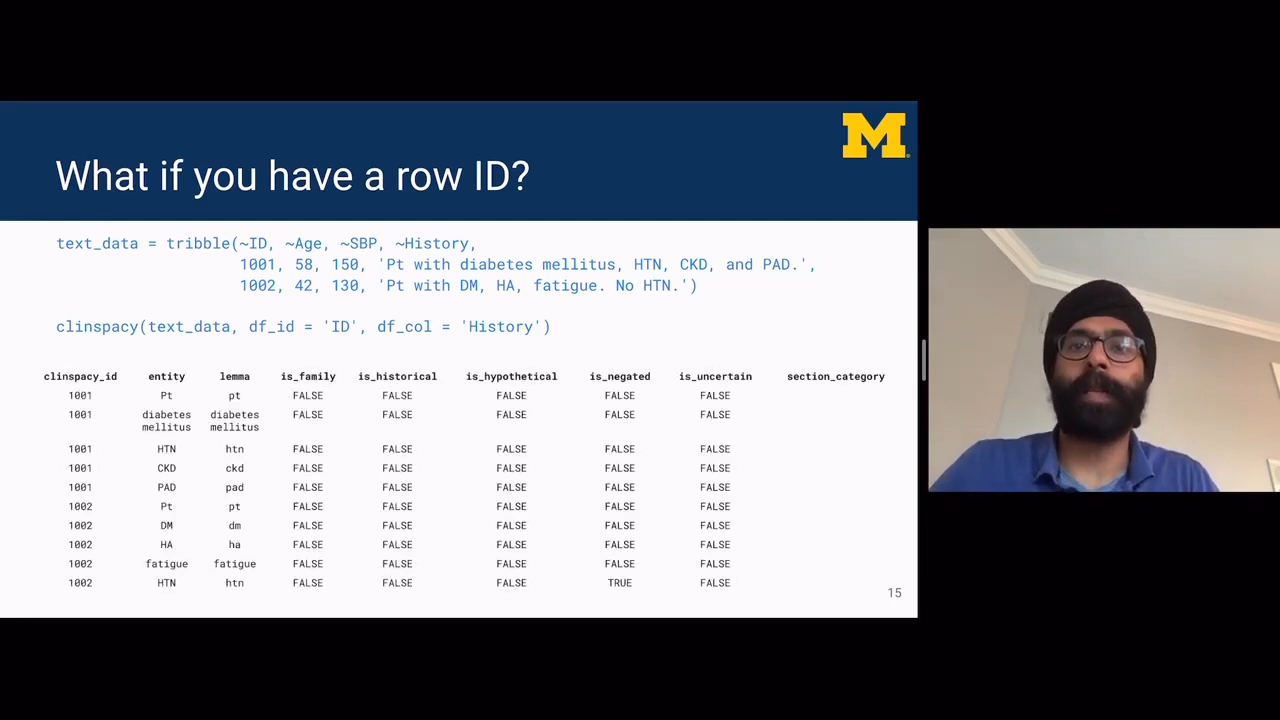 M
What if you have a row ID?
text_data = tribble(~ID, ~Age, ~SBP, ~History,
1001, 58, 150, 'Pt with diabetes mellitus, HTN, CKD, and PAD.',
1002, 42, 130, 'Pt with DM, HA, fatigue. No HTN.')
clinspacy(text_data, df_id = 'ID', df_col = 'History')
clinspacy_id entity lemma is_family is_historical is_hypothetical is_negated is_uncertain section_category
1001 Pt pt FALSE FALSE FALSE FALSE FALSE
1001 diabetes diabetes FALSE FALSE FALSE FALSE FALSE
mellitus mellitus
1001 HTN htn FALSE FALSE FALSE FALSE FALSE
1001 CKD ckd FALSE FALSE FALSE FALSE FALSE
1001 PAD pad FALSE FALSE FALSE FALSE FALSE
1002 Pt pt FALSE FALSE FALSE FALSE FALSE
1002 DM dm FALSE FALSE FALSE FALSE FALSE
1002 HA ha FALSE FALSE FALSE FALSE FALSE
1002 fatigue fatigue FALSE FALSE FALSE FALSE FALSE
1002 HTN htn FALSE FALSE FALSE TRUE FALSE
15